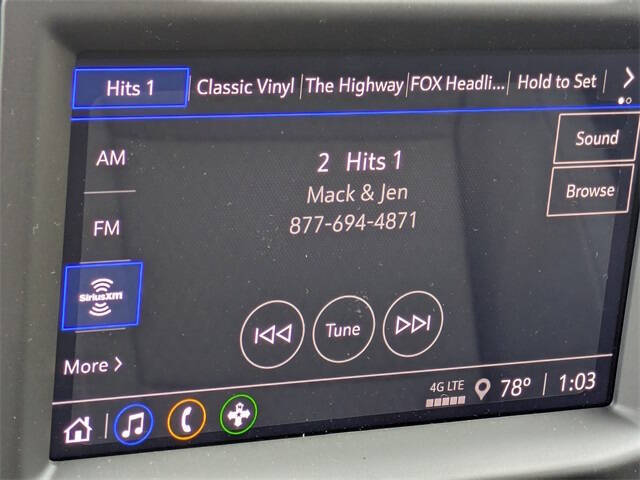 Hits 1 Classic Vinyl The Highway FOX Headli... Hold to Set
Sound
AM
2 Hits 1
Mack & Jen
Browse
877-694-4871
FM
SiriusXM
Tune
More
4G LTE 78° 1:03